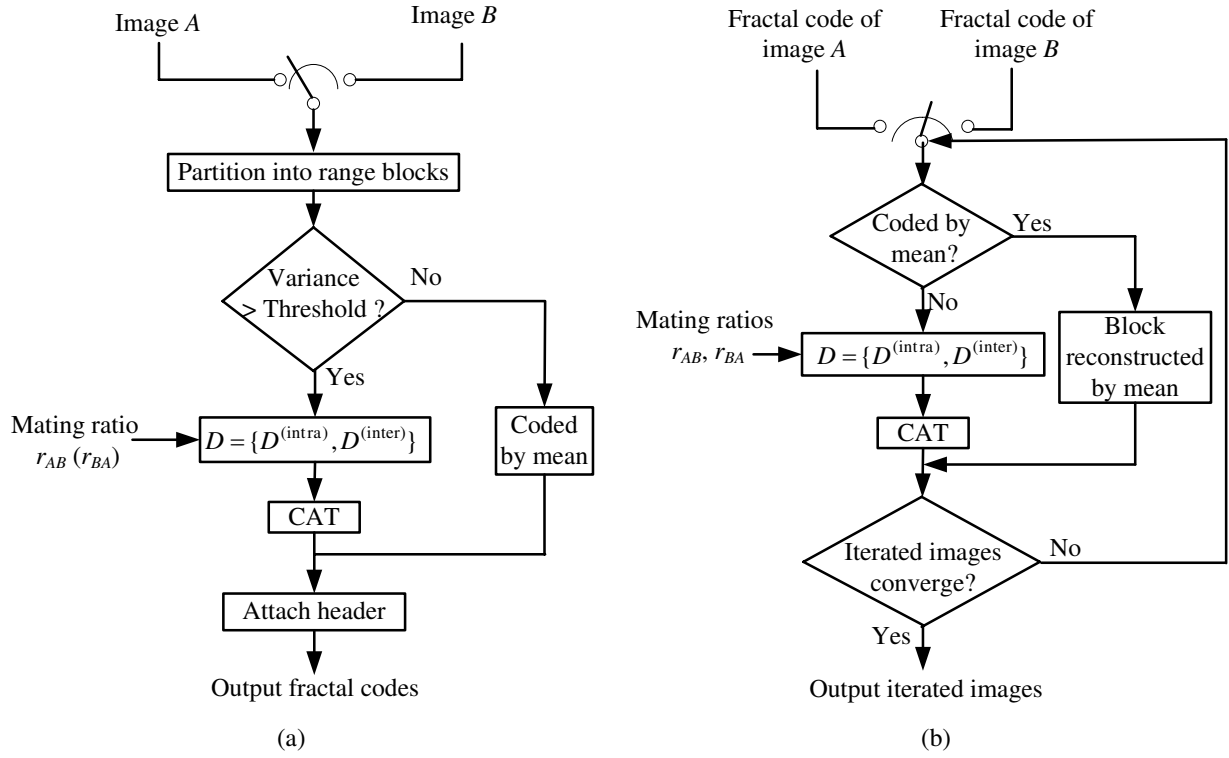 Image A
Image B
Partition into range blocks
Variance
> Threshold ?
No
Yes
Mating ratio
r_AB (r_BA)
D = {D^(intra), D^(inter)}
Coded
by mean
CAT
Attach header
Output fractal codes
(a)
Fractal code of
image A
Fractal code of
image B
Coded by
mean?
Yes
No
Mating ratios
r_AB, r_BA
D = {D^(intra), D^(inter)}
Block
reconstructed
by mean
CAT
Iterated images
converge?
No
Yes
Output iterated images
(b)